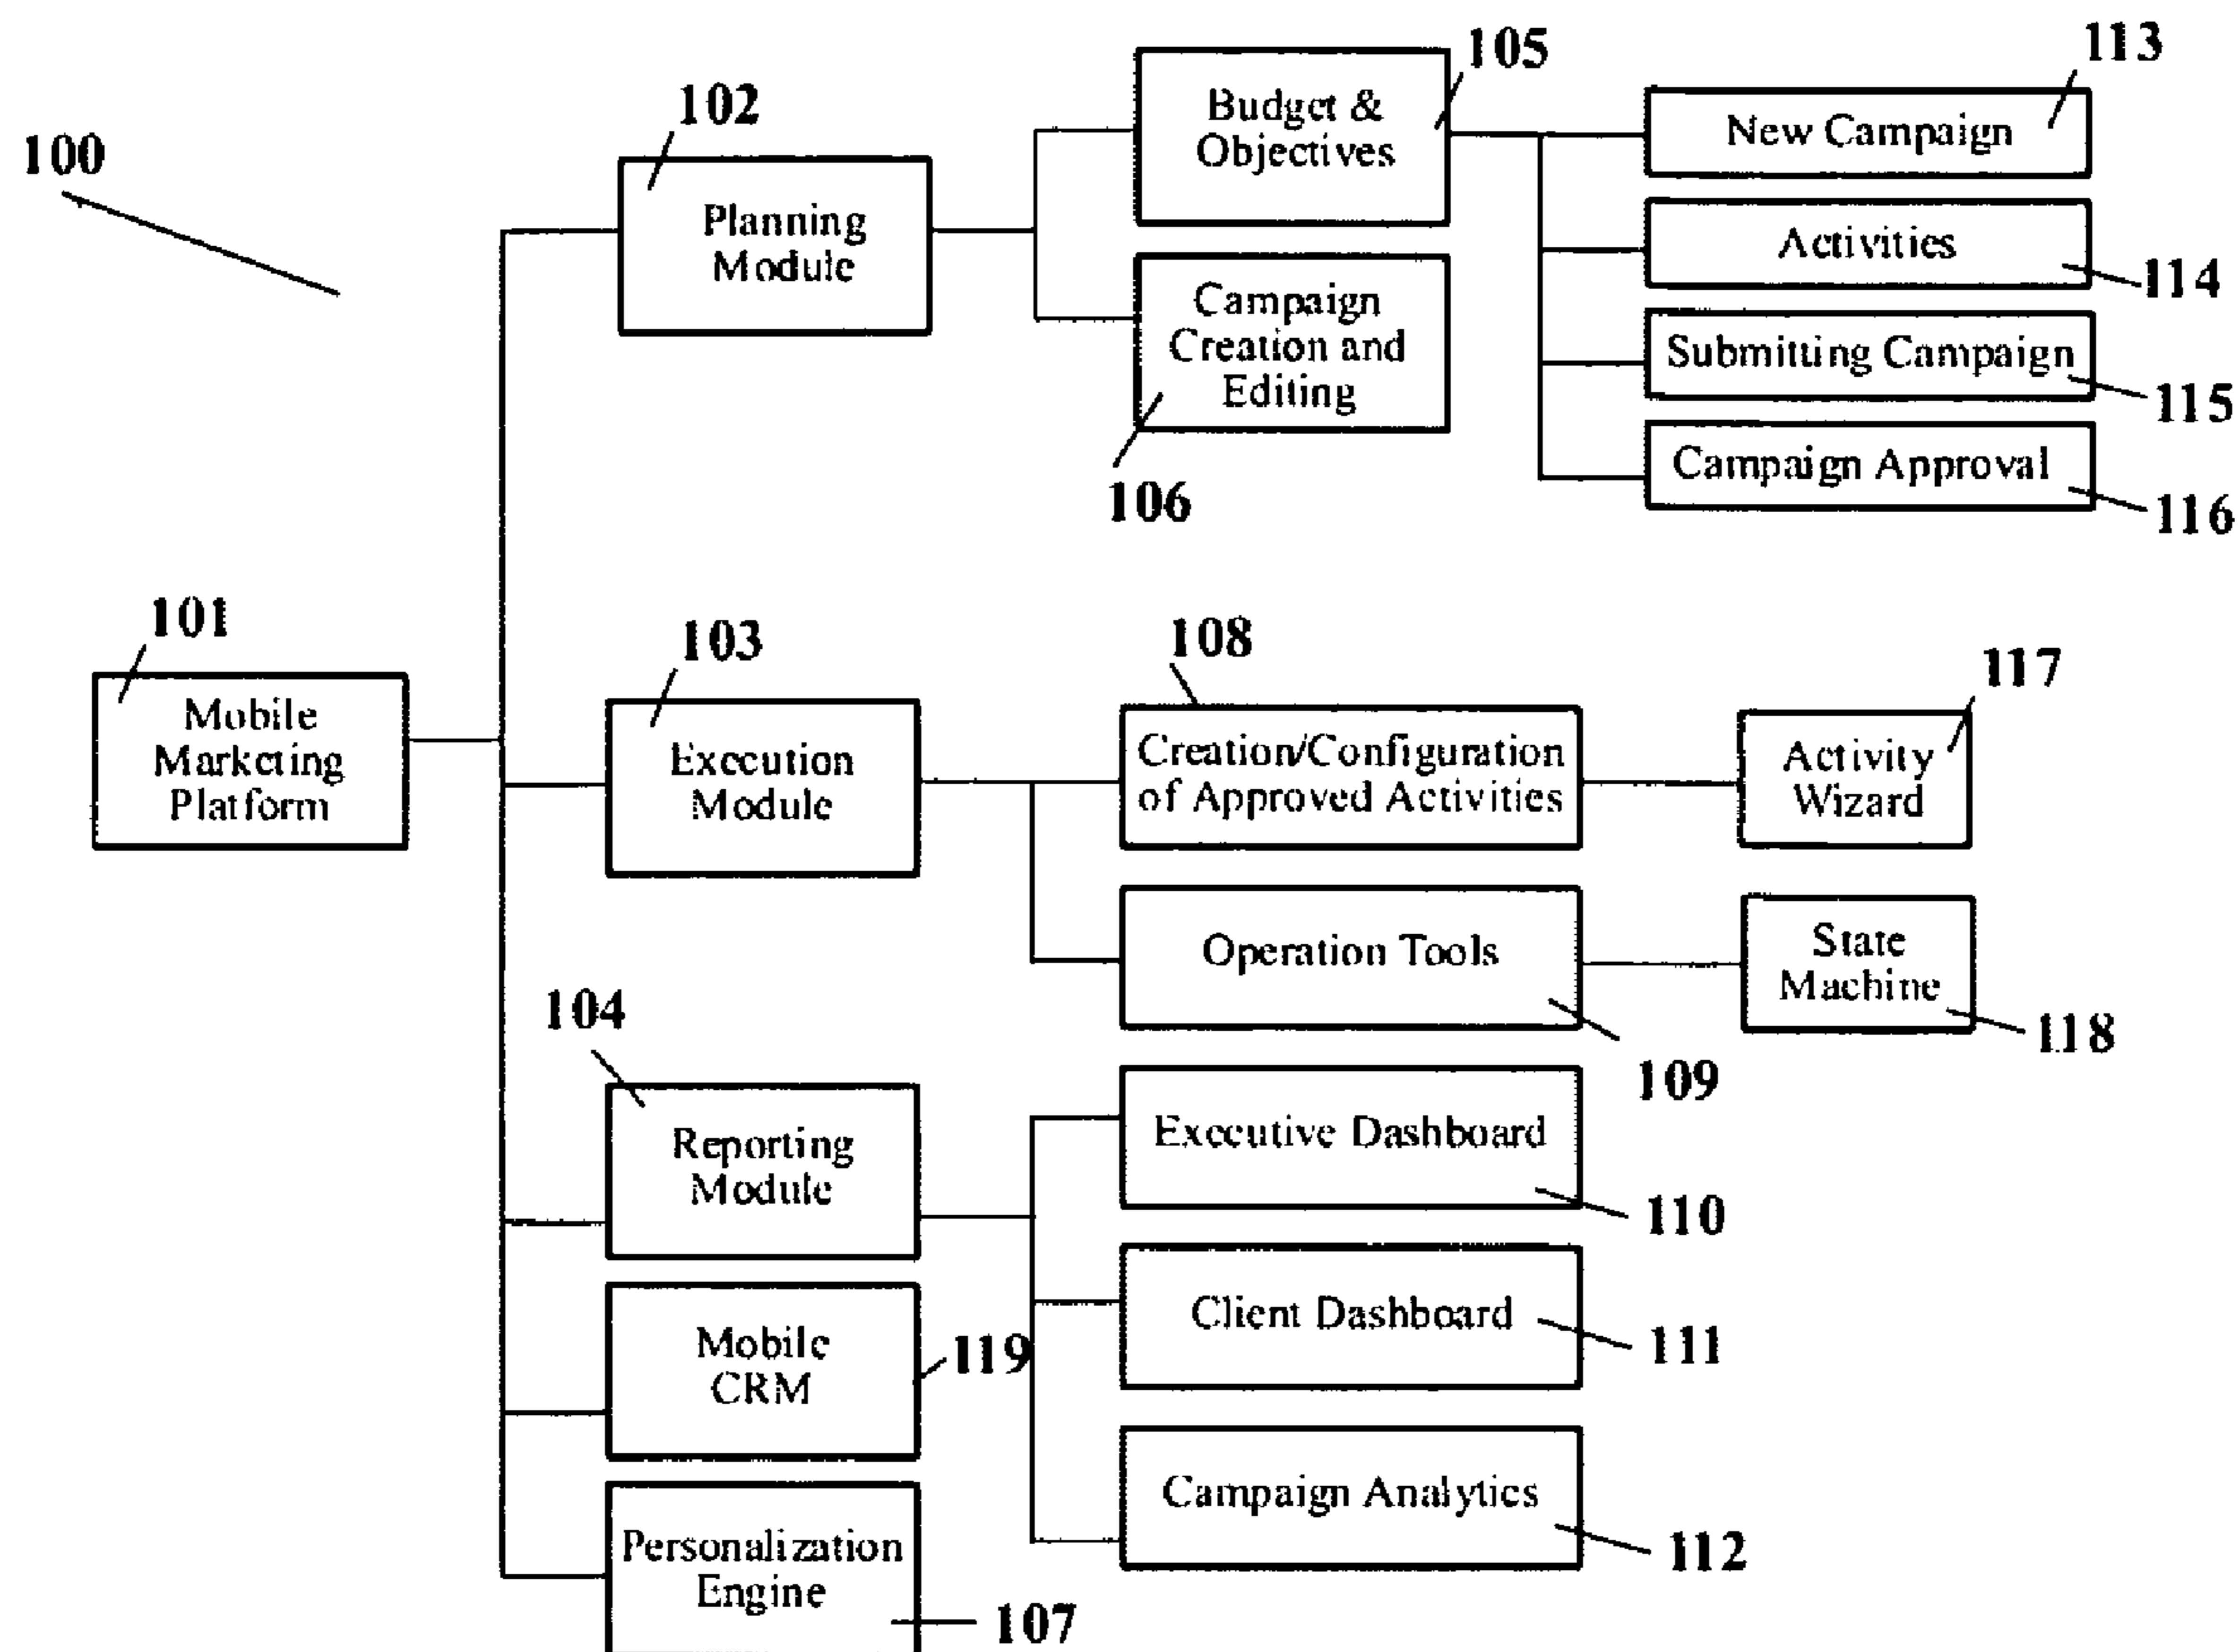 100
102
Planning
Module
105
Budget &
Objectives
Campaign
Creation and
Editing
106
113
New Campaign
Activities
114
Submitting Campaign
115
Campaign Approval
116
101
Mobile
Marketing
Platform
103
Execution
Module
108
Creation/Configuration
of Approved Activities
117
Activity
Wizard
Operation Tools
109
State
Machine
118
104
Reporting
Module
Executive Dashboard
110
Client Dashboard
111
Campaign Analytics
112
Mobile
CRM
119
Personalization
Engine
107